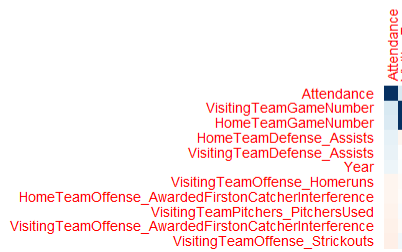 Attendance
Attendance
VisitingTeamGameNumber
HomeTeamGameNumber
HomeTeamDefense_Assists
VisitingTeamDefense_Assists
Year
VisitingTeamOffense_Homeruns
HomeTeamOffense_AwardedFirstonCatcherInterference
VisitingTeamPitchers_PitchersUsed
VisitingTeamOffense_AwardedFirstonCatcherInterference
VisitingTeamOffense_Strickouts